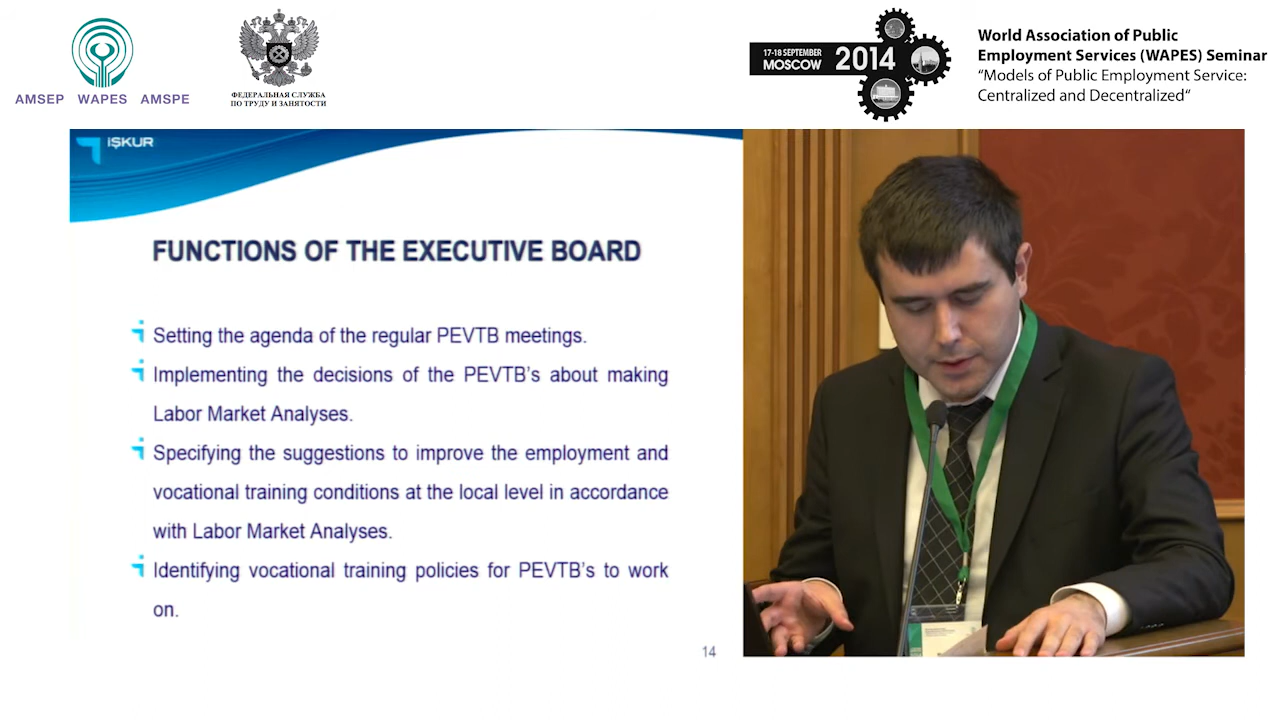 AMSEP WAPES AMSPE
ФЕДЕРАЛЬНАЯ СЛУЖБА
ПО ТРУДУ И ЗАНЯТОСТИ
17-18 SEPTEMBER
MOSCOW 2014
World Association of Public
Employment Services (WAPES) Seminar
“Models of Public Employment Service:
Centralized and Decentralized“
İŞKUR
FUNCTIONS OF THE EXECUTIVE BOARD
Setting the agenda of the regular PEVTB meetings.
Implementing the decisions of the PEVTB's about making
Labor Market Analyses.
Specifying the suggestions to improve the employment and
vocational training conditions at the local level in accordance
with Labor Market Analyses.
Identifying vocational training policies for PEVTB's to work
on.
14